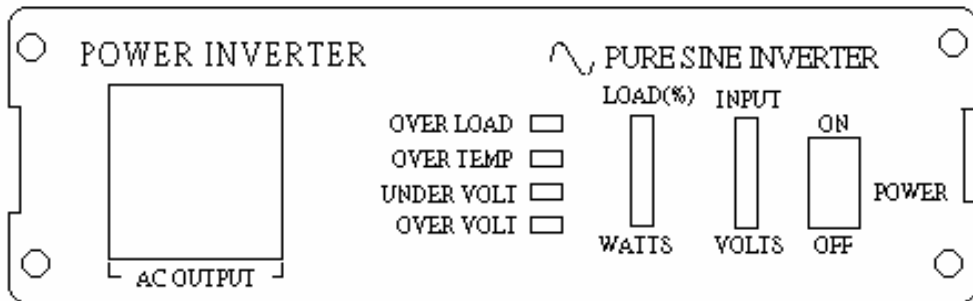 POWER INVERTER
PURE SINE INVERTER
LOAD(%) INPUT
OVER LOAD
ON
OVER TEMP
UNDER VOLT
POWER
OVER VOLT
WATTS VOLTS OFF
AC OUTPUT